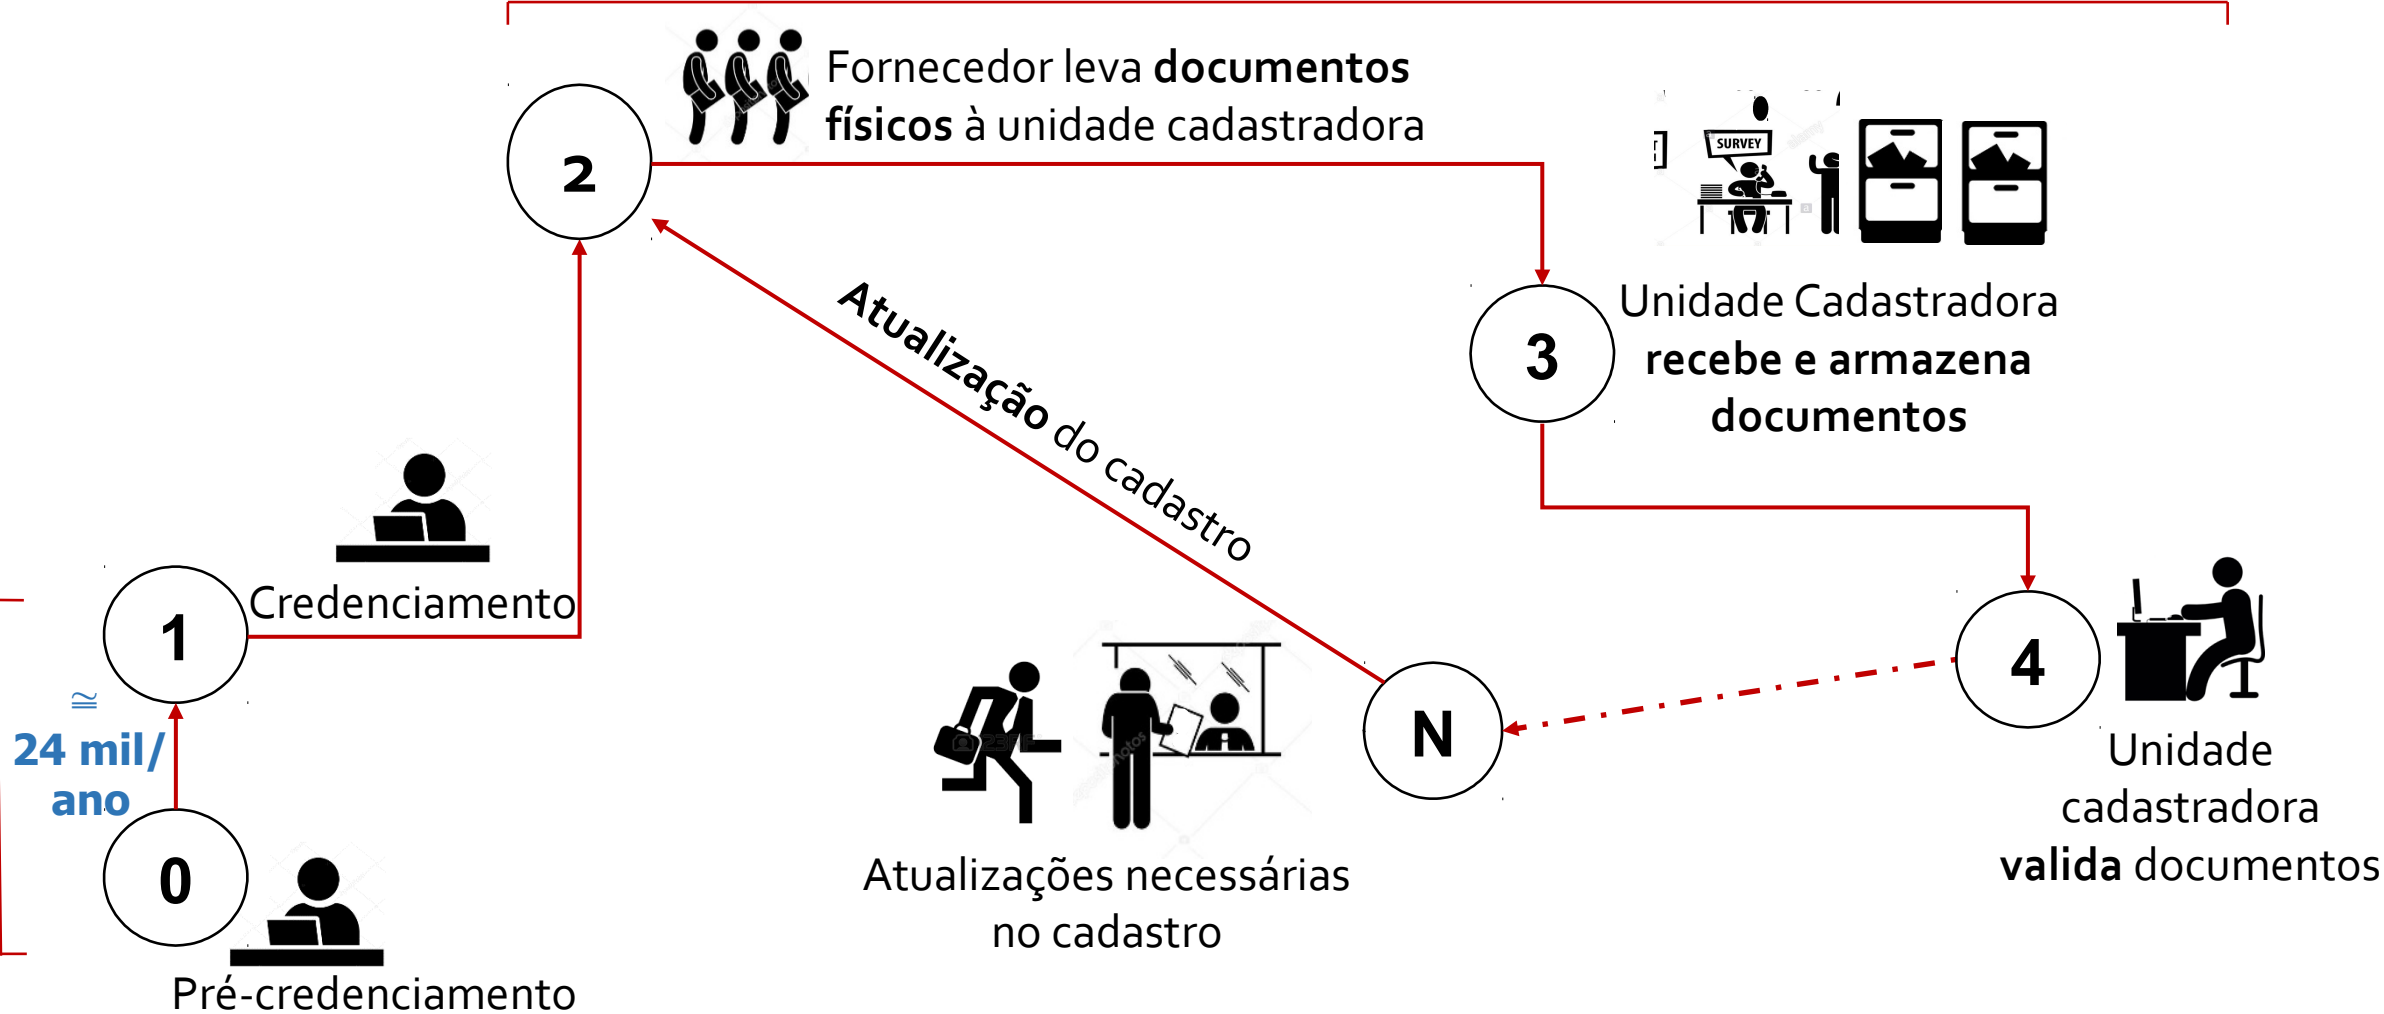 Fornecedor leva documentos
físicos à unidade cadastradora
2
SURVEY
Unidade Cadastradora
recebe e armazena
documentos
3
Atualização do cadastro
Credenciamento
1
≅
24 mil/
ano
0
Pré-credenciamento
N
Atualizações necessárias
no cadastro
4
Unidade
cadastradora
valida documentos